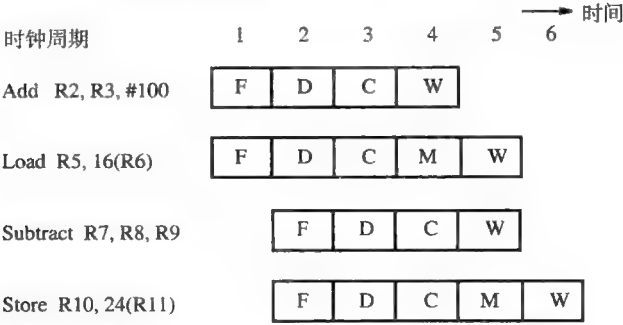 时间
时钟周期 1 2 3 4 5 6
Add R2, R3, #100 F D C W
Load R5, 16(R6) F D C M W
Subtract R7, R8, R9 F D C W
Store R10, 24(R11) F D C M W